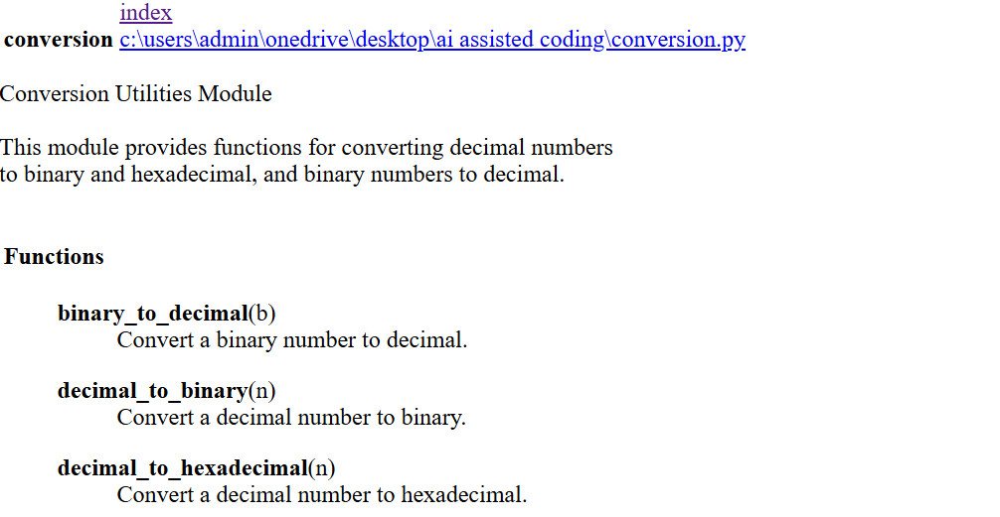 index
conversion c:\users\admin\onedrive\desktop\ai assisted coding\conversion.py
Conversion Utilities Module
This module provides functions for converting decimal numbers
to binary and hexadecimal, and binary numbers to decimal.
Functions
binary_to_decimal(b)
Convert a binary number to decimal.
decimal_to_binary(n)
Convert a decimal number to binary.
decimal_to_hexadecimal(n)
Convert a decimal number to hexadecimal.